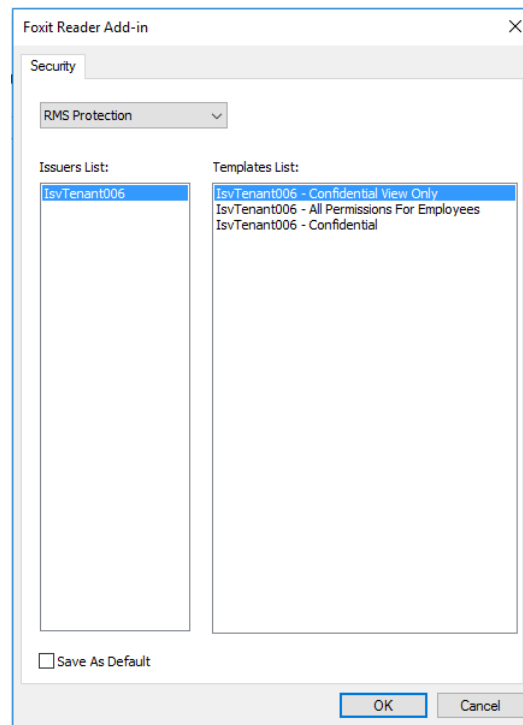 Foxit Reader Add-in
Security
RMS Protection
Issuers List:
Templates List:
IsvTenant006
IsvTenant006 - Confidential View Only
IsvTenant006 - All Permissions For Employees
IsvTenant006 - Confidential
Save As Default
OK
Cancel